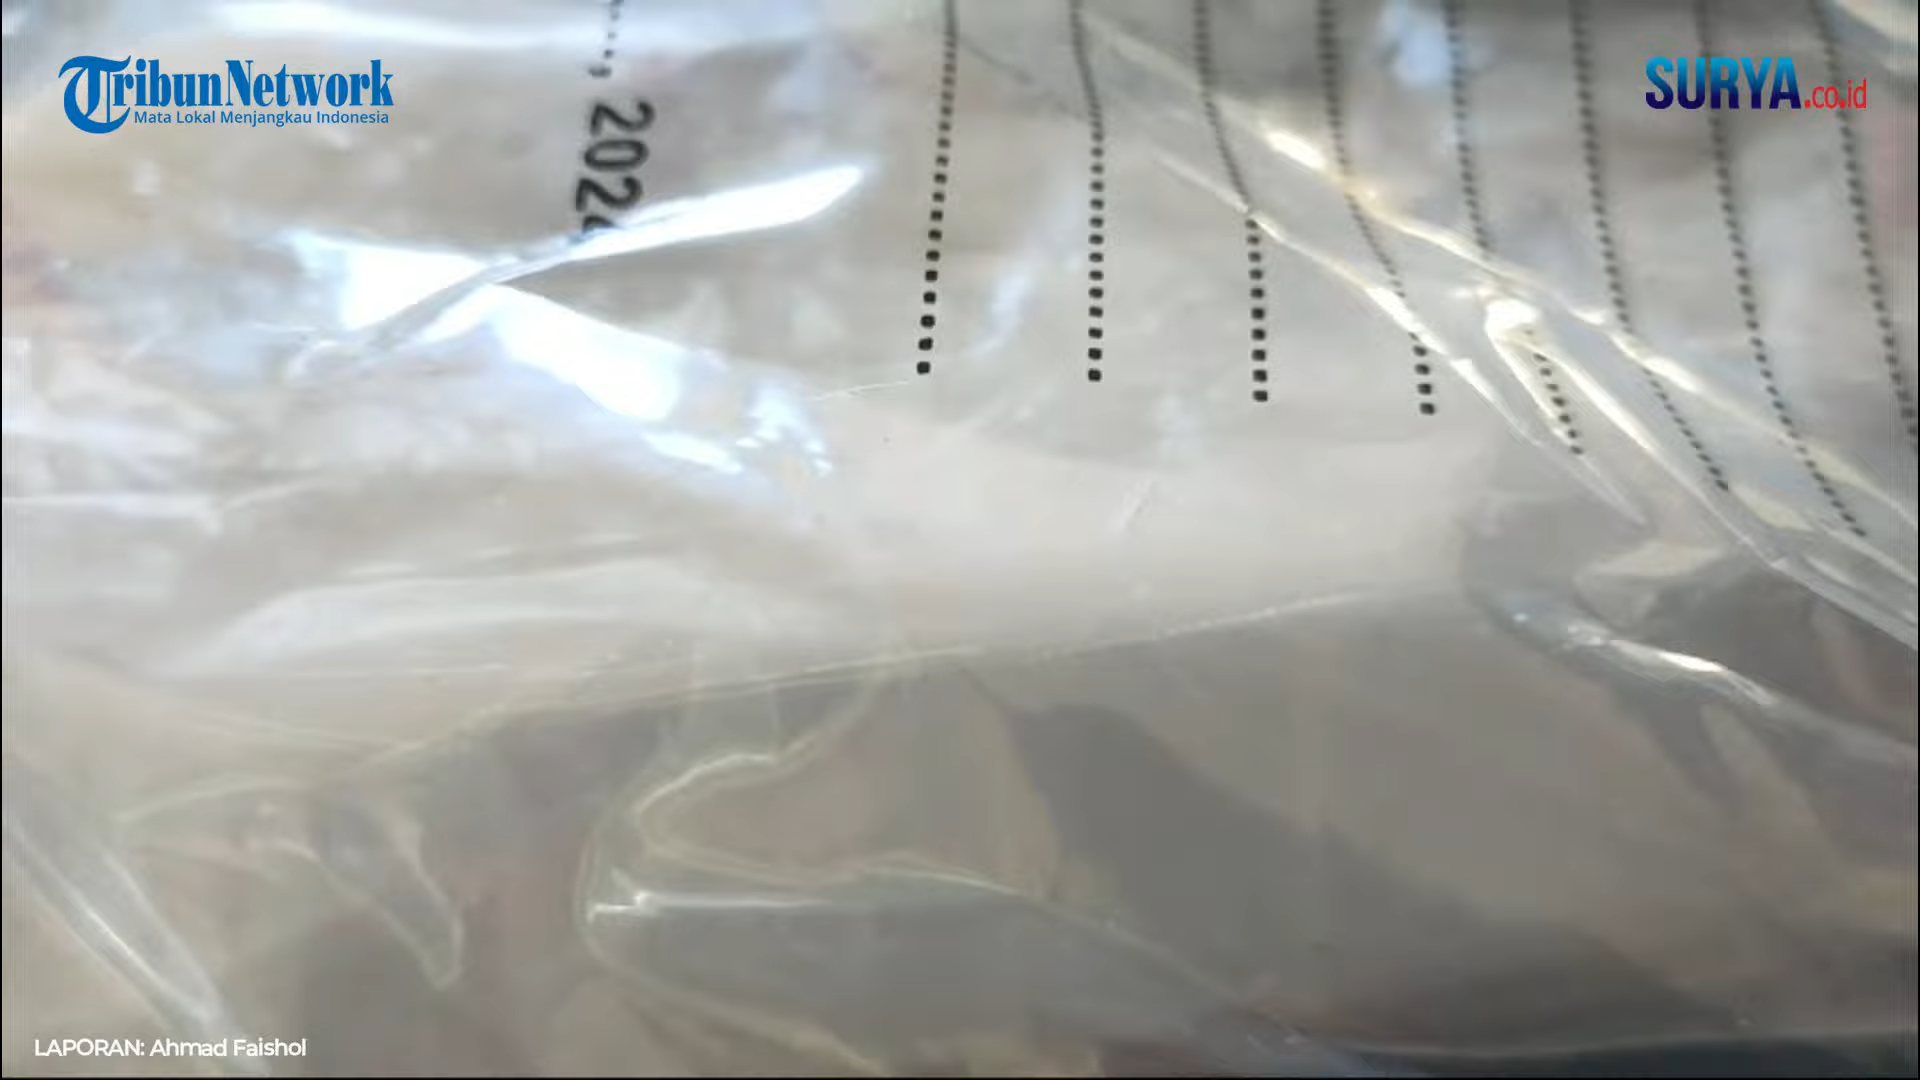 TribunNetwork
Mata Lokal Menjangkau Indonesia
SURYA.co.id
........, 202
LAPORAN: Ahmad Faishol